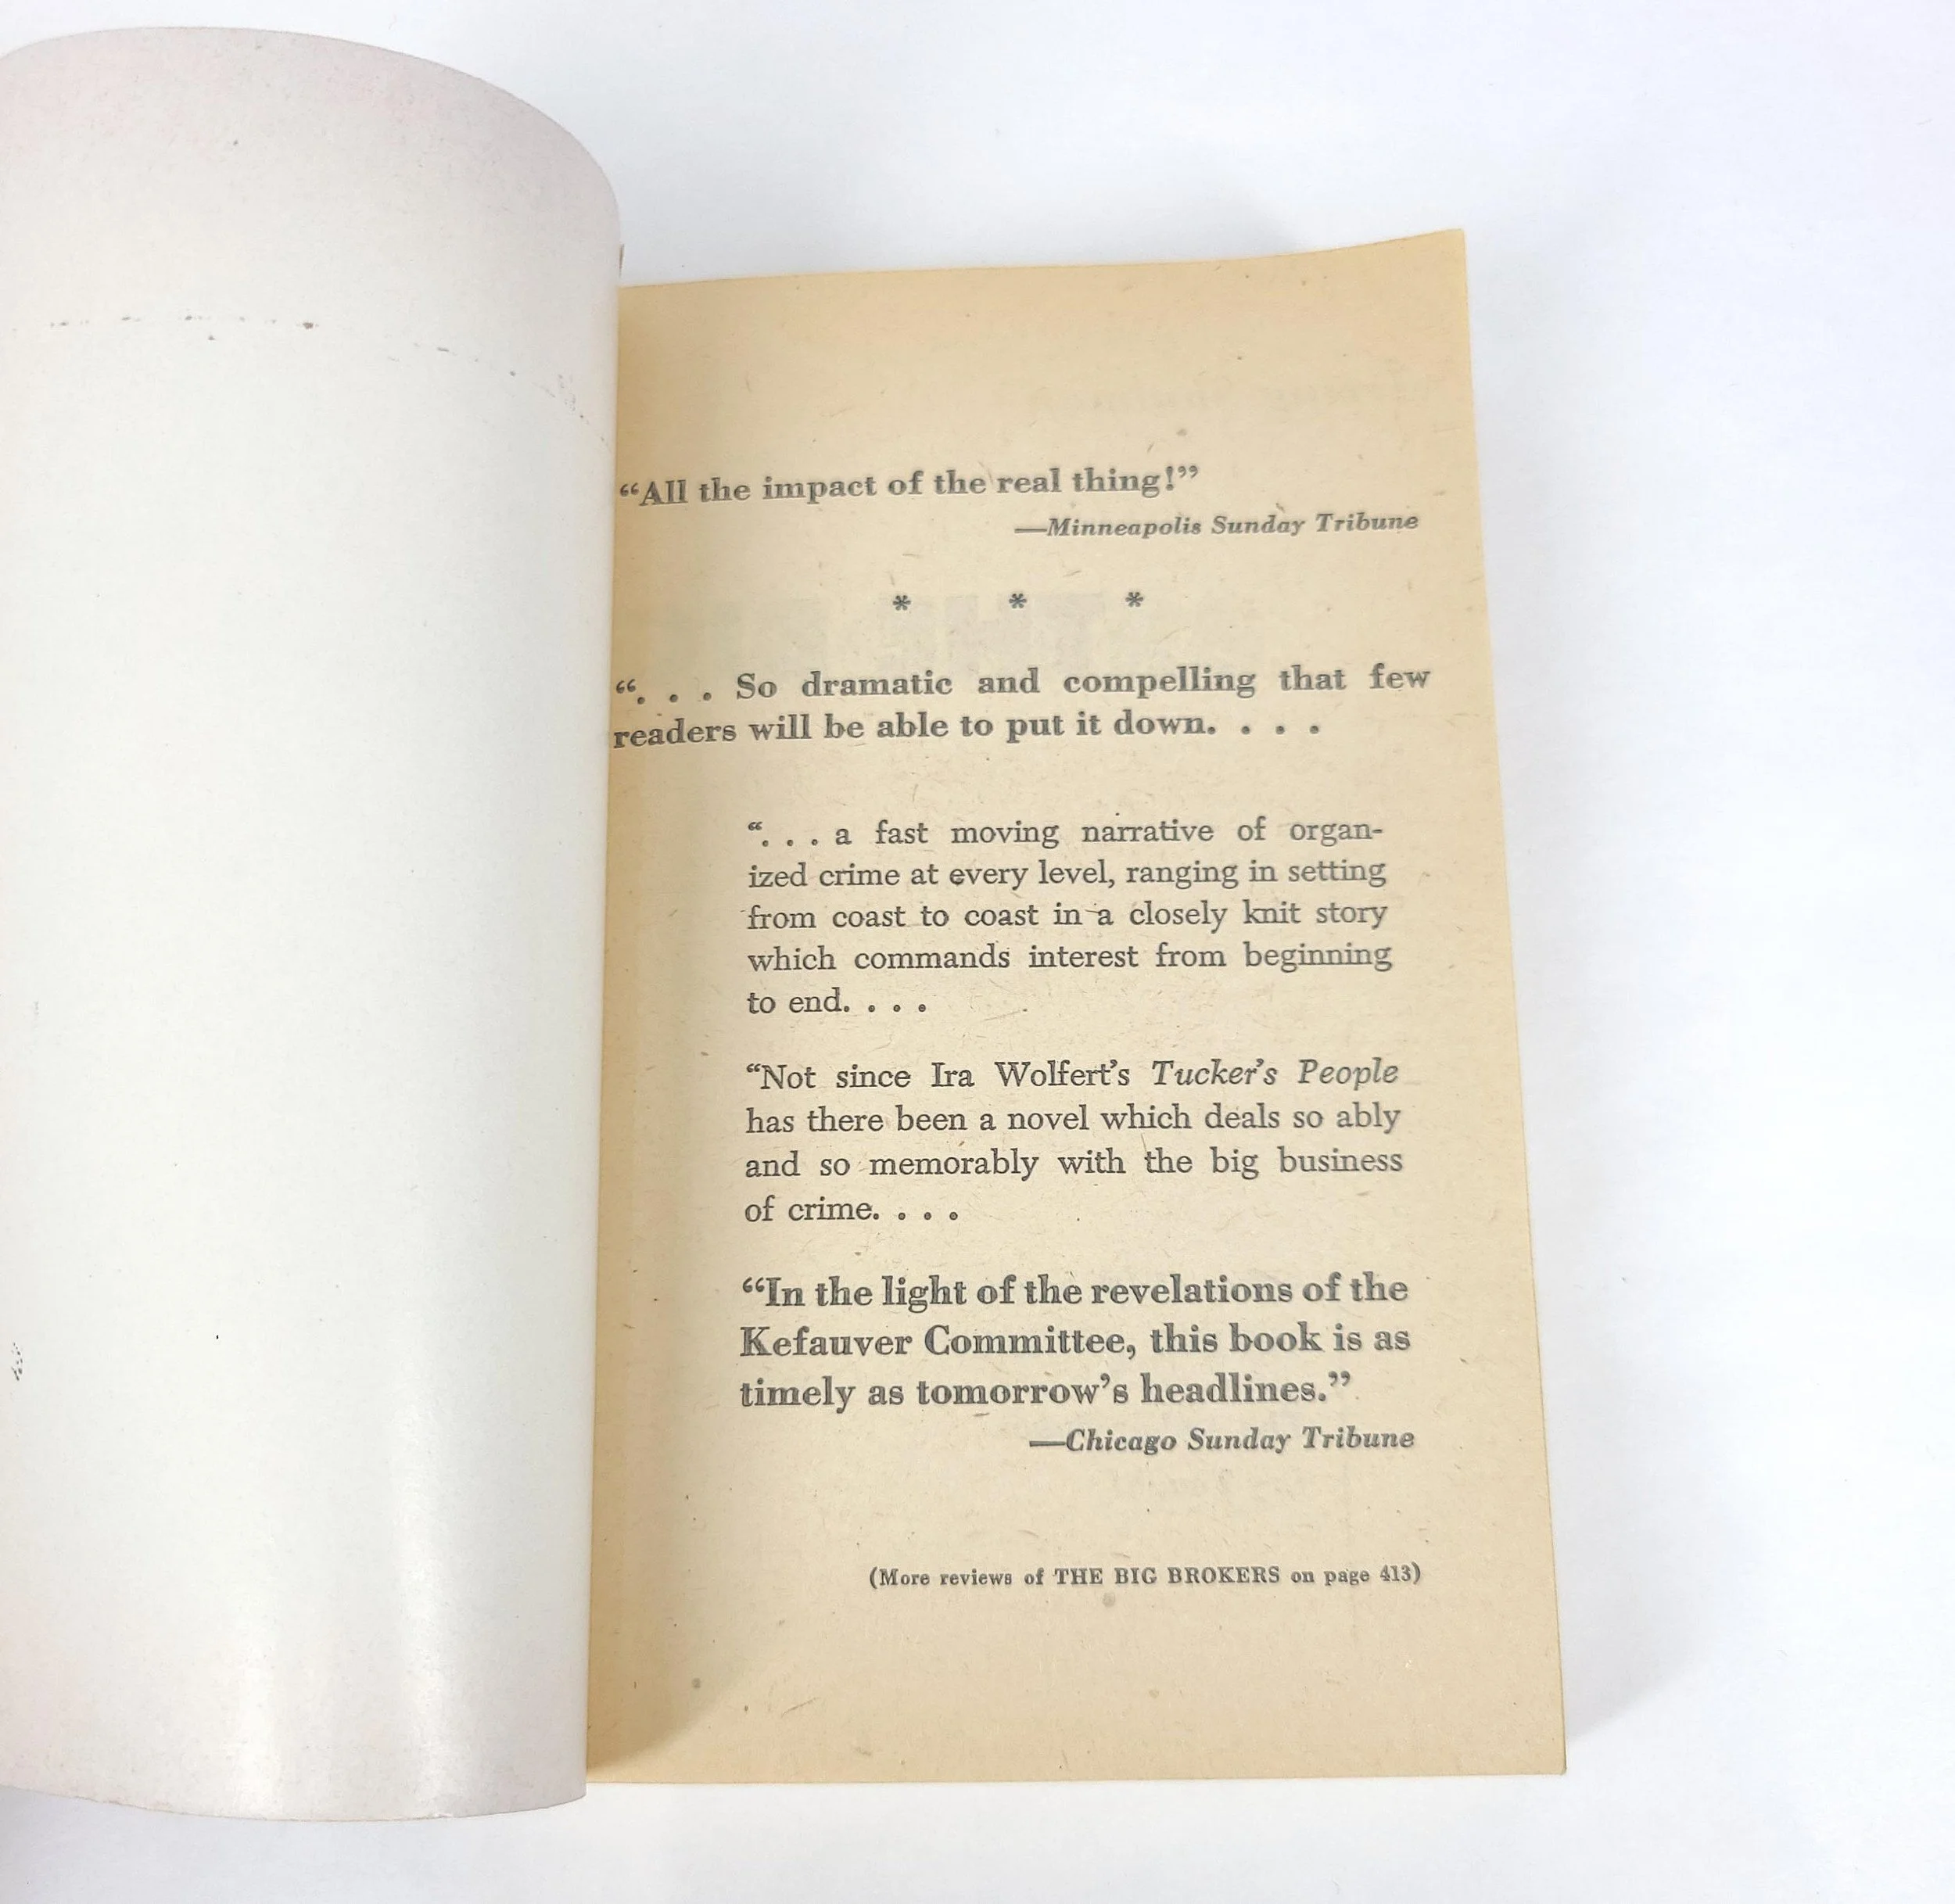 “All the impact of the real thing!”
—Minneapolis Sunday Tribune
* * *
“. . . So dramatic and compelling that few
readers will be able to put it down. . . .
“. . . a fast moving narrative of organ-
ized crime at every level, ranging in setting
from coast to coast in a closely knit story
which commands interest from beginning
to end. . . .
“Not since Ira Wolfert’s Tucker’s People
has there been a novel which deals so ably
and so memorably with the big business
of crime. . . .
“In the light of the revelations of the
Kefauver Committee, this book is as
timely as tomorrow’s headlines.”
—Chicago Sunday Tribune
(More reviews of THE BIG BROKERS on page 413)